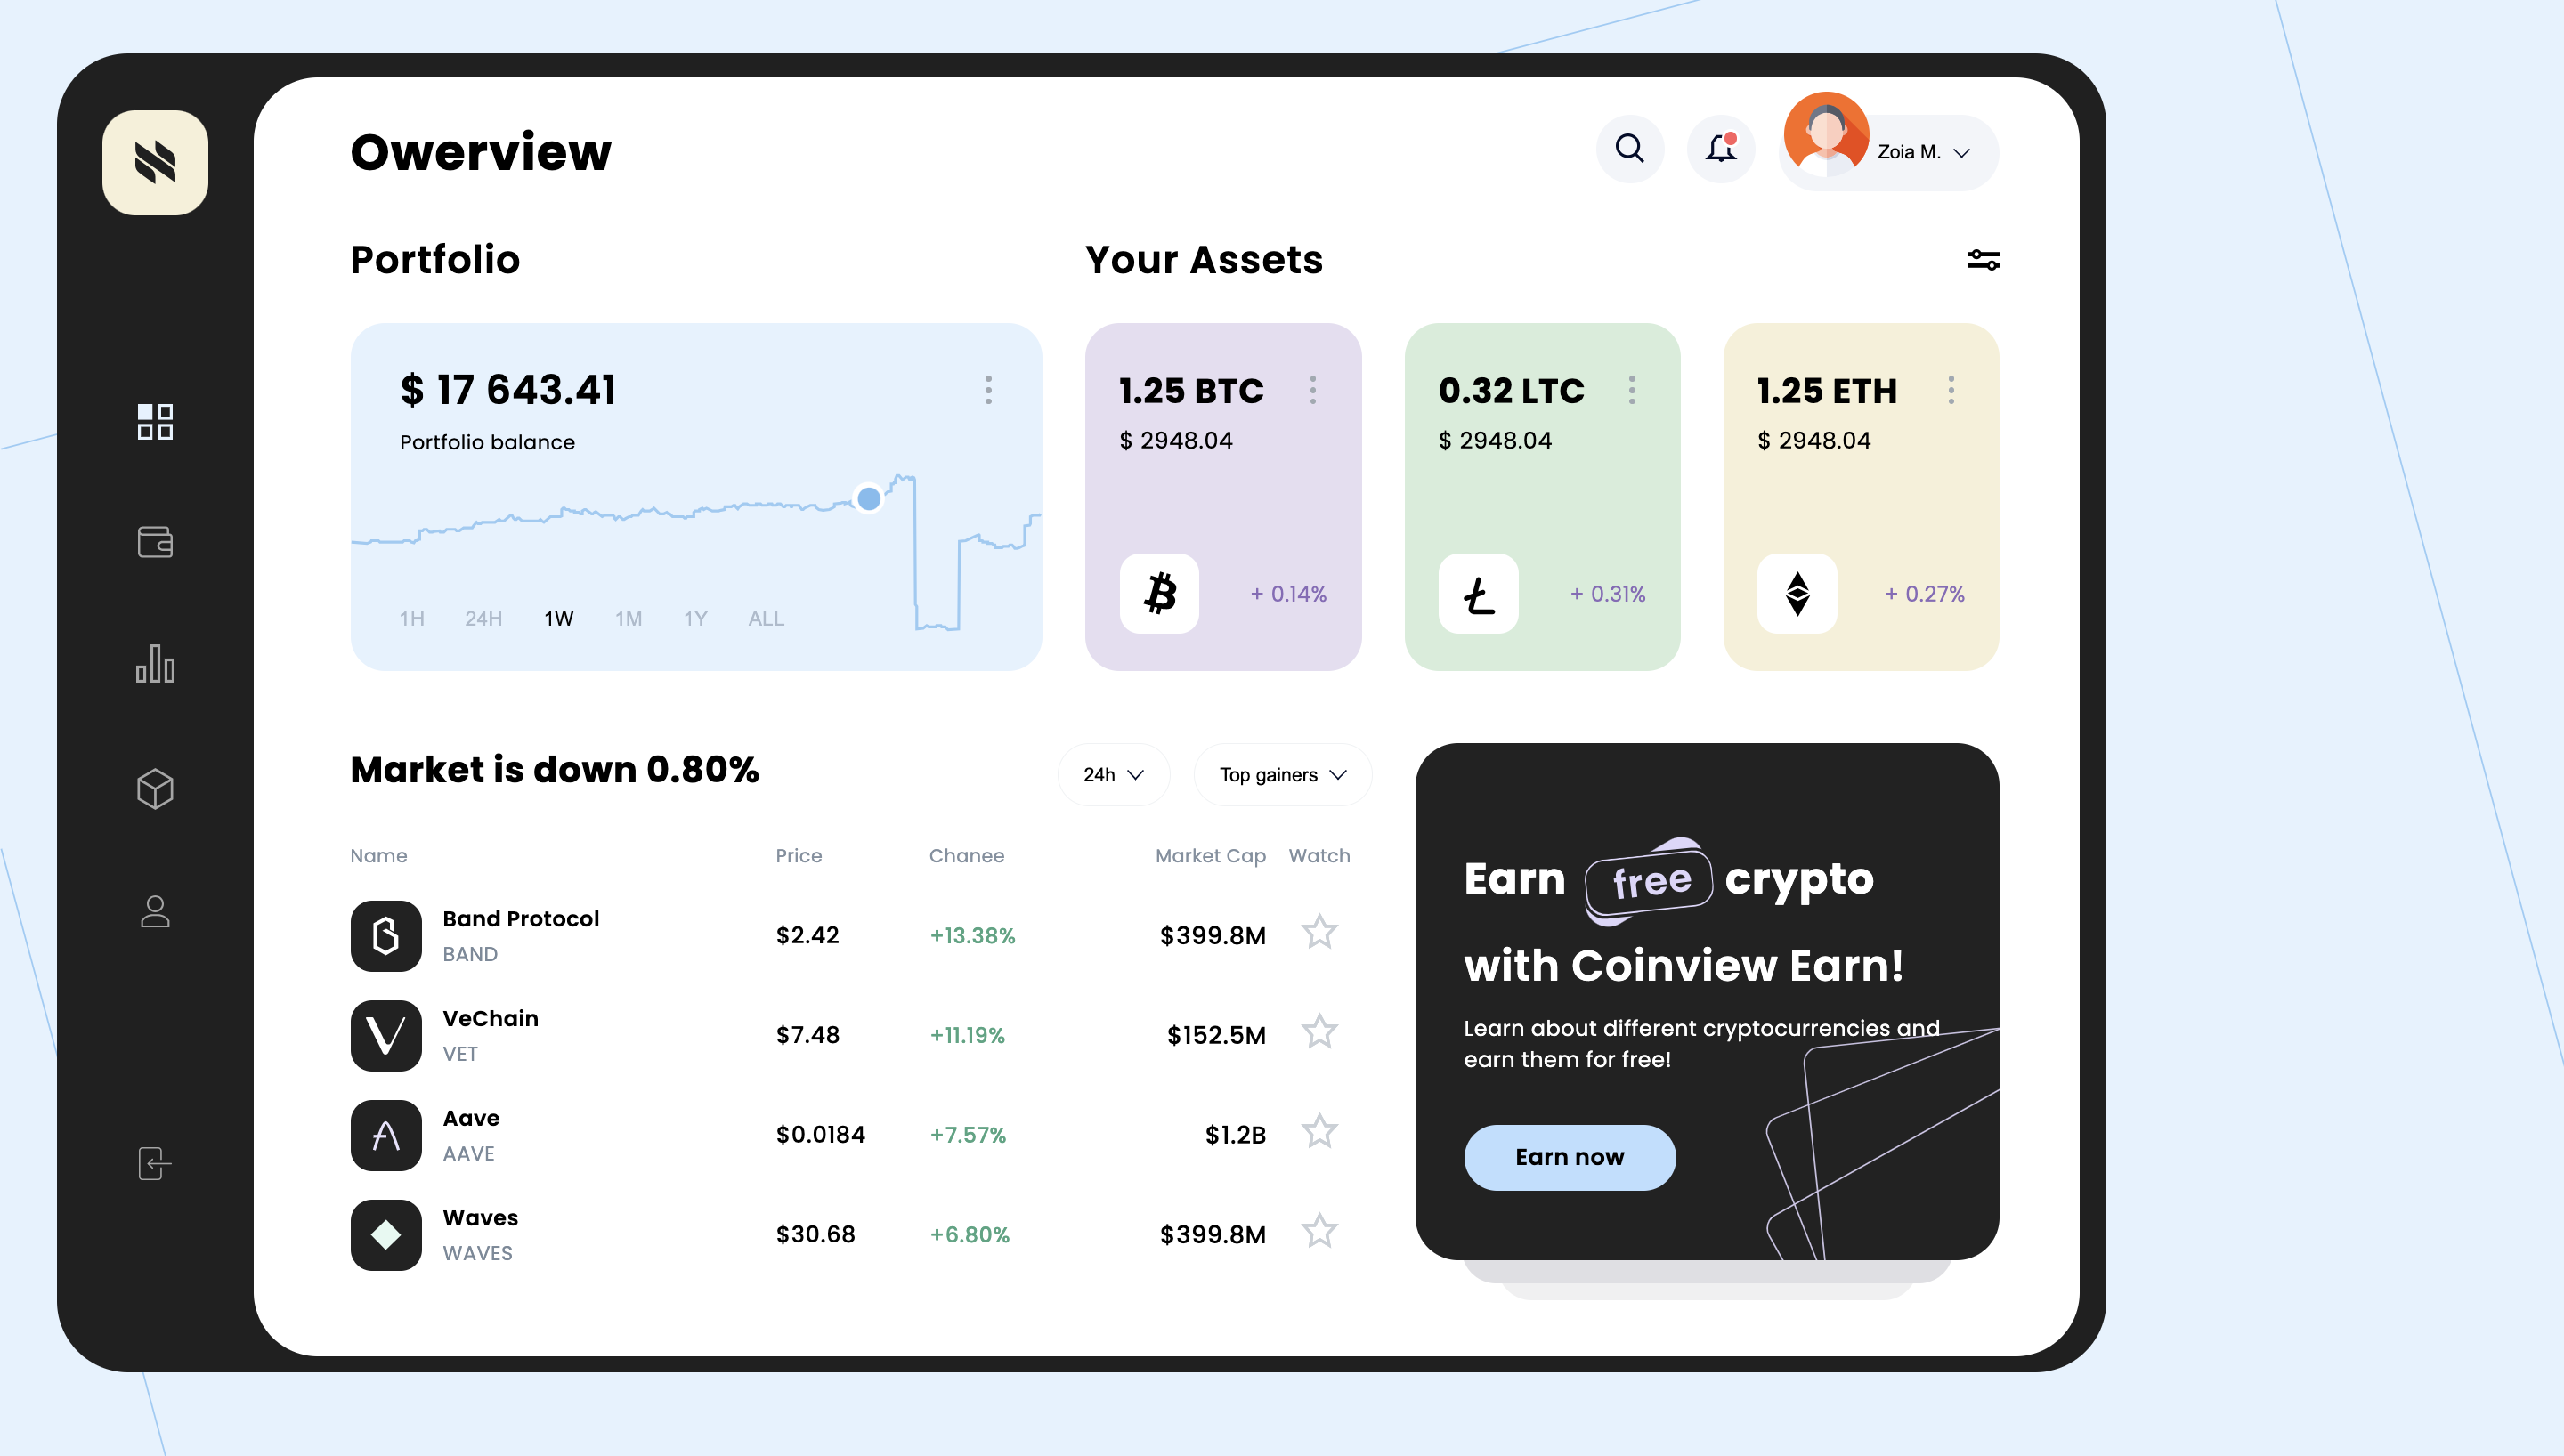 Owerview
Zoia M.
Portfolio
Your Assets
$ 17 643.41
Portfolio balance
1H 24H 1W 1M 1Y ALL
1.25 BTC
$ 2948.04
+ 0.14%
0.32 LTC
$ 2948.04
+ 0.31%
1.25 ETH
$ 2948.04
+ 0.27%
Market is down 0.80%
24h
Top gainers
Name Price Chanee Market Cap Watch
Band Protocol
BAND
$2.42 +13.38% $399.8M
VeChain
VET
$7.48 +11.19% $152.5M
Aave
AAVE
$0.0184 +7.57% $1.2B
Waves
WAVES
$30.68 +6.80% $399.8M
Earn free crypto
with Coinview Earn!
Learn about different cryptocurrencies and
earn them for free!
Earn now